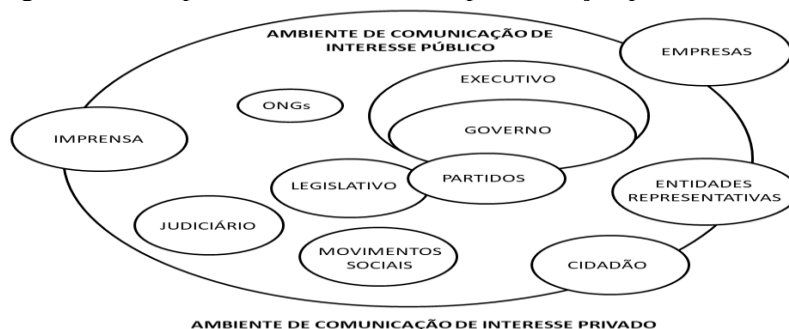 AMBIENTE DE COMUNICAÇÃO DE
INTERESSE PÚBLICO
EMPRESAS
EXECUTIVO
ONGs
IMPRENSA
GOVERNO
LEGISLATIVO
PARTIDOS
ENTIDADES
REPRESENTATIVAS
JUDICIÁRIO
MOVIMENTOS
SOCIAIS
CIDADÃO
AMBIENTE DE COMUNICAÇÃO DE INTERESSE PRIVADO